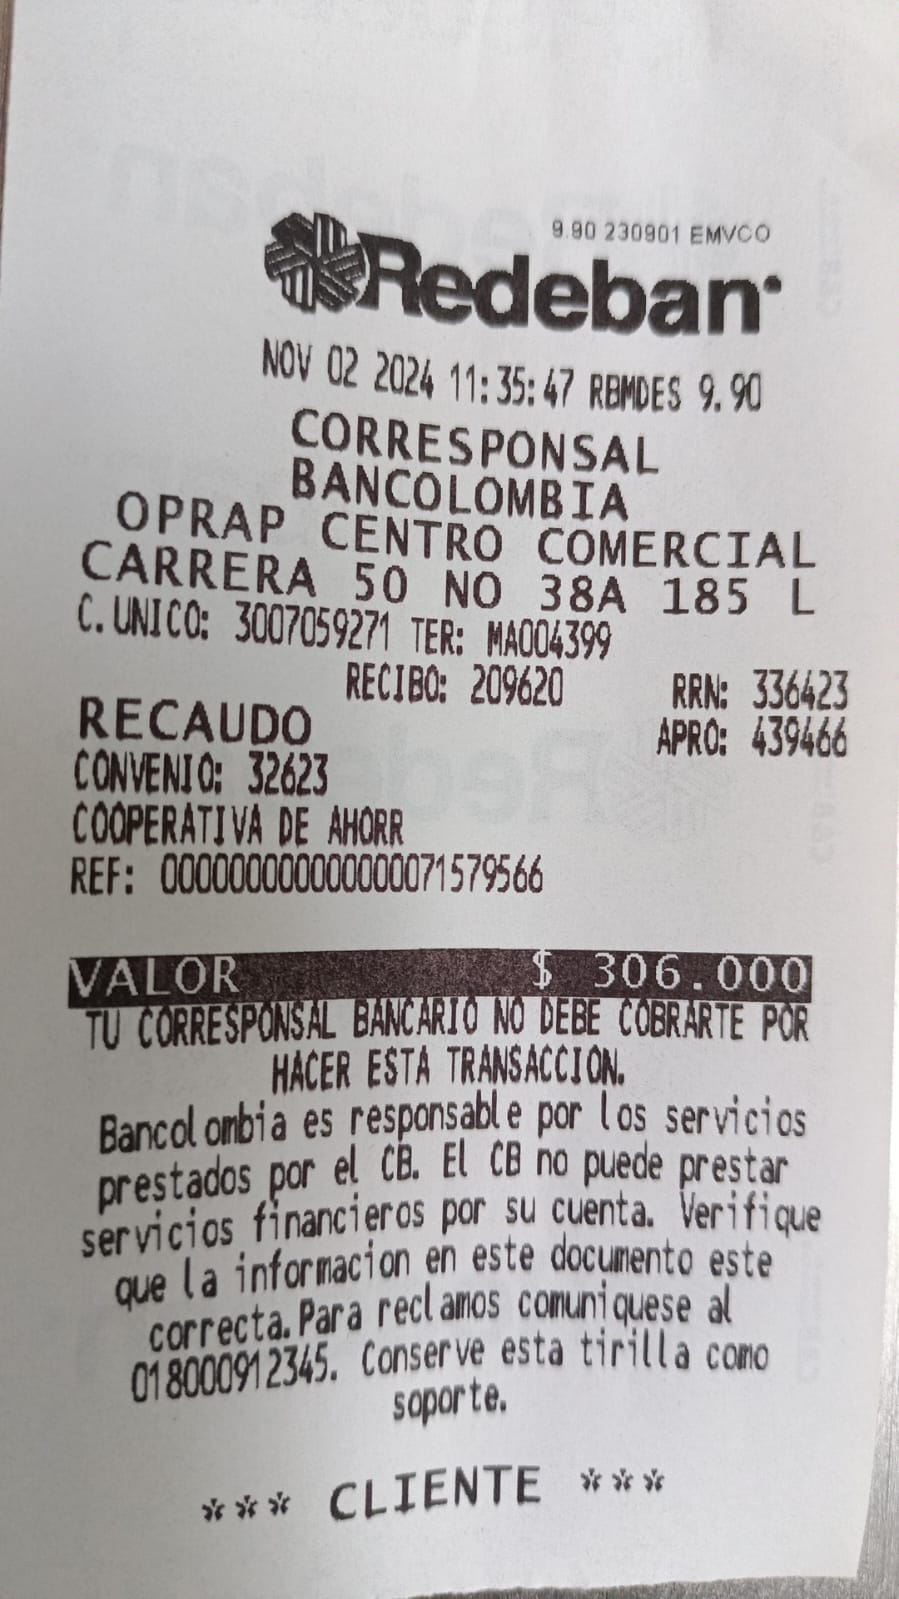 9.90 230901 EMVCO
Redeban
NOV 02 2024 11:35:47 RBMDES 9.90
CORRESPONSAL
BANCOLOMBIA
OPRAP CENTRO COMERCIAL
CARRERA 50 NO 38A 185 L
C.UNICO: 3007059271 TER: MA004399
RECIBO: 209620 RRN: 336423
RECAUDO APRO: 439466
CONVENIO: 32623
COOPERATIVA DE AHORR
REF: 0000000000000000071579566
VALOR $ 306.000
TU CORRESPONSAL BANCARIO NO DEBE COBRARTE POR
HACER ESTA TRANSACCION.
Bancolombia es responsable por los servicios
prestados por el CB. El CB no puede prestar
servicios financieros por su cuenta. Verifique
que la informacion en este documento este
correcta.Para reclamos comuniquese al
018000912345. Conserve esta tirilla como
soporte.
*** CLIENTE ***